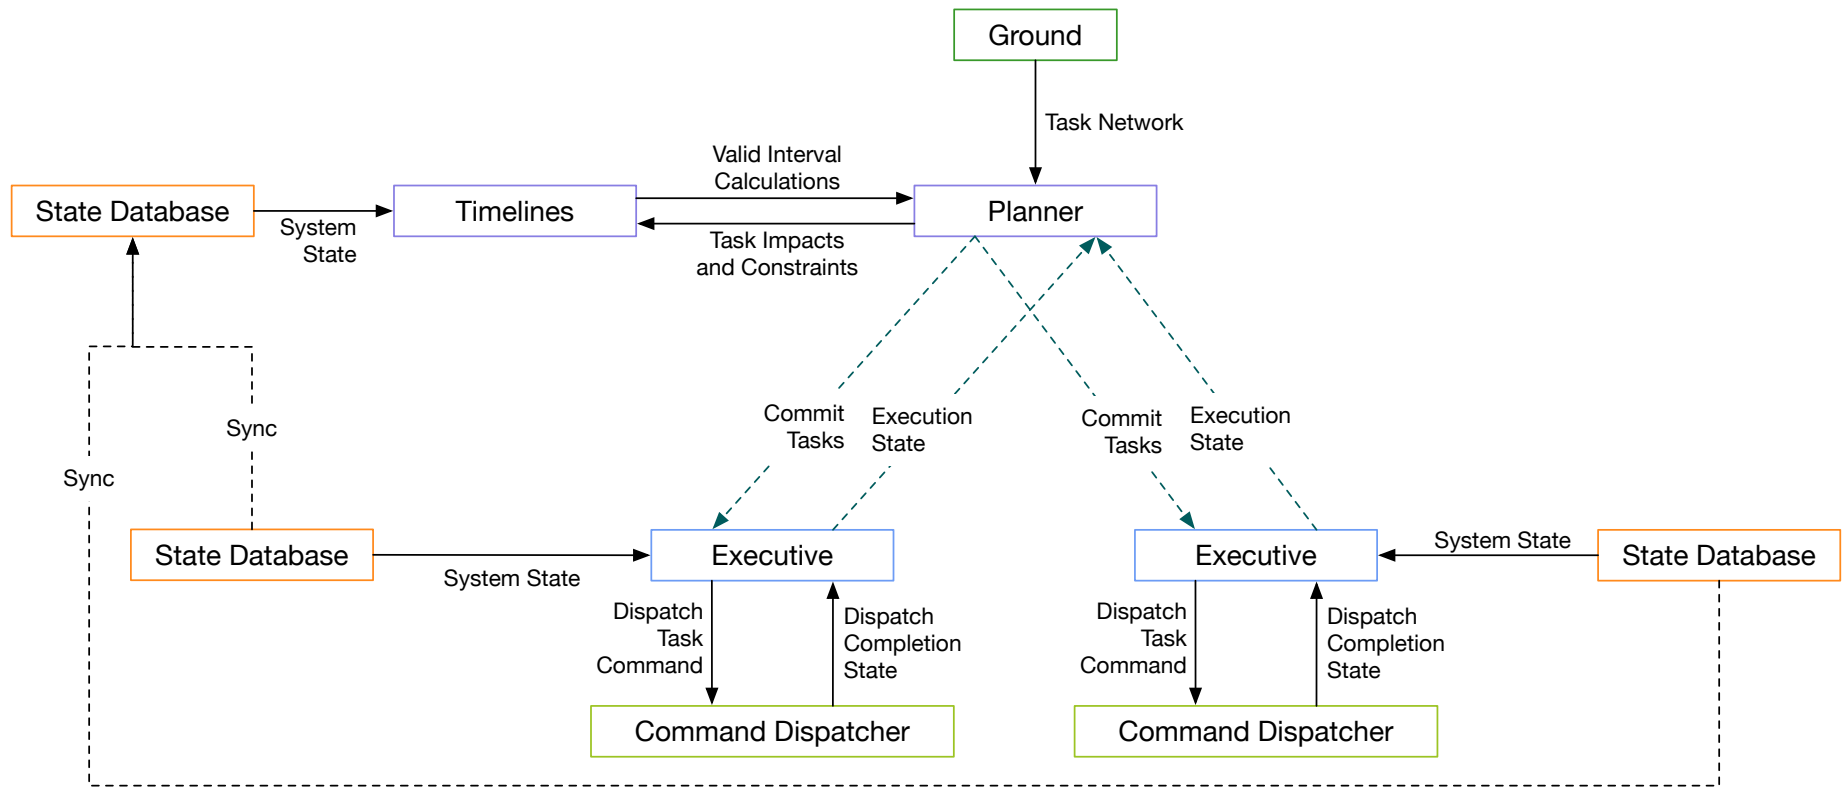 Ground
Task Network
Valid Interval
Calculations
State Database
Timelines
Planner
System
State
Task Impacts
and Constraints
Commit
Tasks
Execution
State
Commit
Tasks
Execution
State
Sync
Sync
State Database
System State
Executive
Executive
System State
State Database
Dispatch
Task
Command
Dispatch
Completion
State
Dispatch
Task
Command
Dispatch
Completion
State
Command Dispatcher
Command Dispatcher